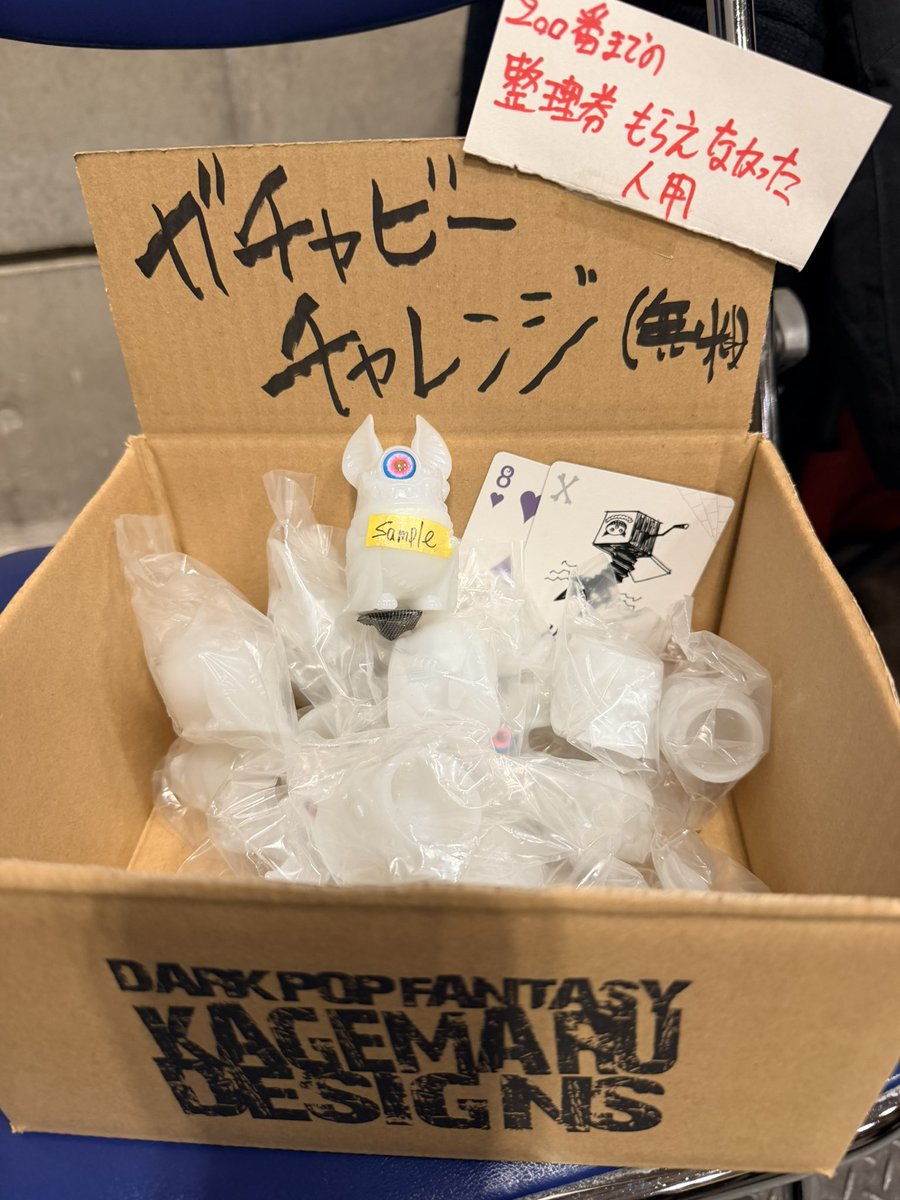 200番までの
整理券 もらえなかった
人用
ガチャビー
チャレンジ (無料)
Sample
8
X
DARK POP FANTASY
KAGEMARU
DESIGNS